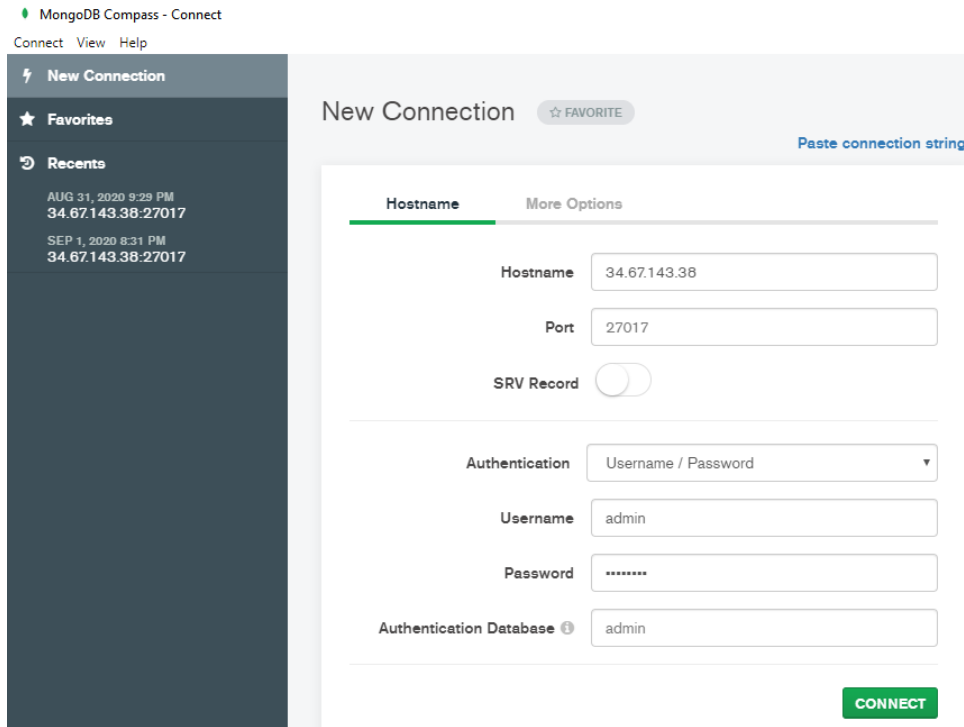 MongoDB Compass - Connect
Connect View Help
New Connection
Favorites
Recents
AUG 31, 2020 9:29 PM
34.67.143.38:27017
SEP 1, 2020 8:31 PM
34.67.143.38:27017
New Connection
FAVORITE
Paste connection string
Hostname
More Options
Hostname 34.67.143.38
Port 27017
SRV Record
Authentication Username / Password
Username admin
Password ········
Authentication Database admin
CONNECT